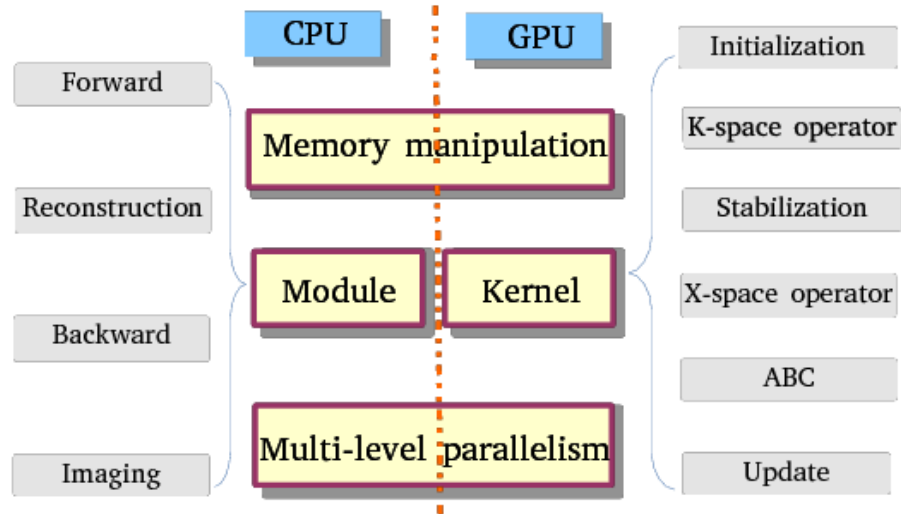 CPU
GPU
Forward
Reconstruction
Backward
Imaging
Memory manipulation
Module
Kernel
Multi-level parallelism
Initialization
K-space operator
Stabilization
X-space operator
ABC
Update